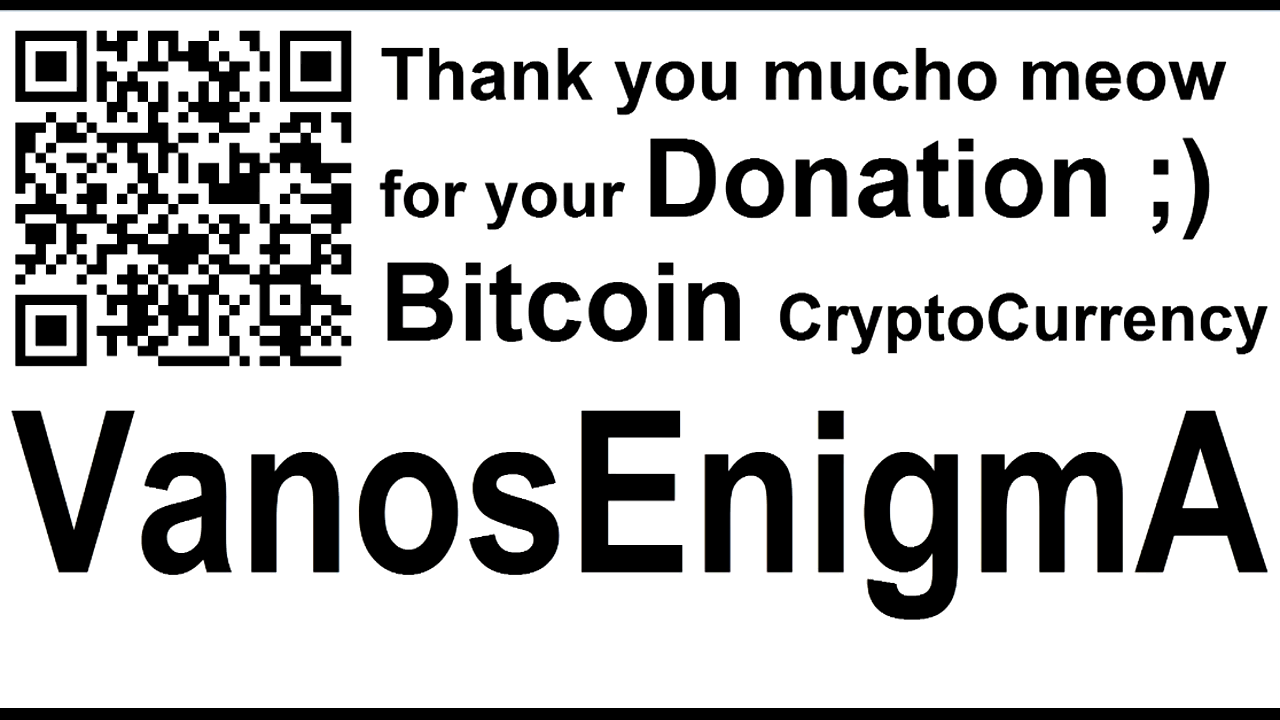 Thank you mucho meow
for your Donation ;)
Bitcoin CryptoCurrency
VanosEnigmA